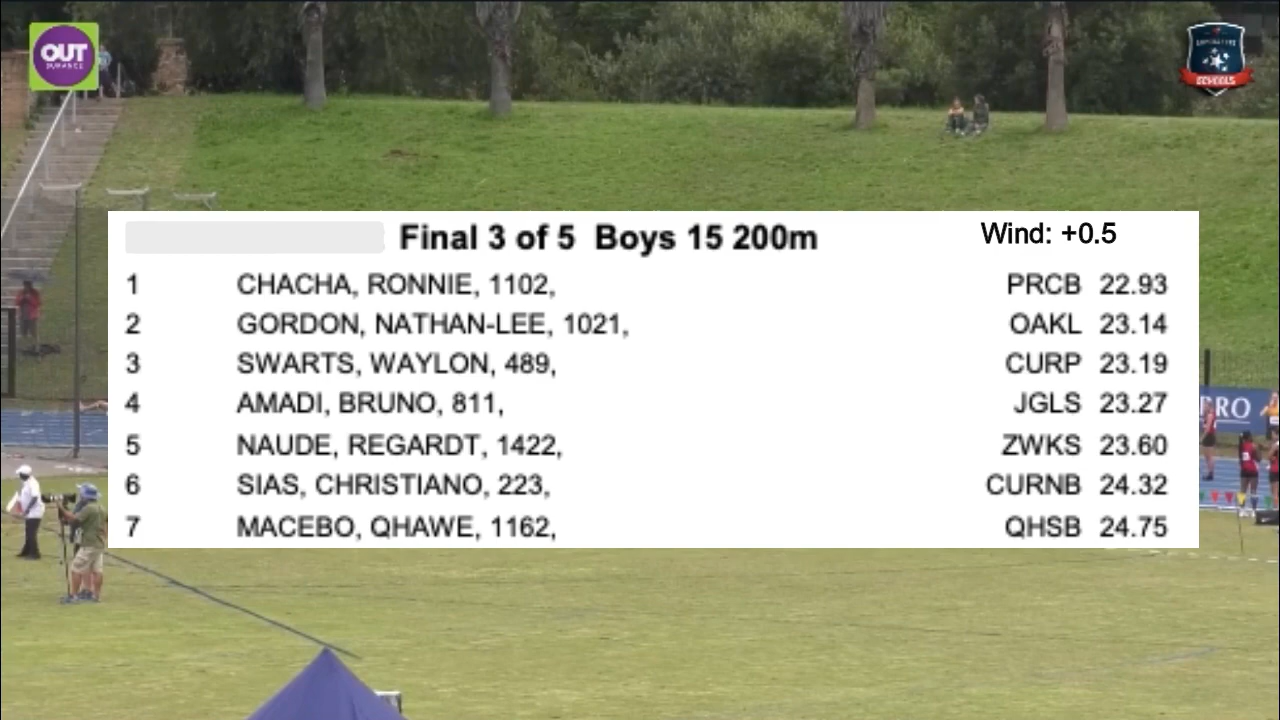 OUT
SURANCE
SCHOOLS
Final 3 of 5 Boys 15 200m Wind: +0.5
1 CHACHA, RONNIE, 1102, PRCB 22.93
2 GORDON, NATHAN-LEE, 1021, OAKL 23.14
3 SWARTS, WAYLON, 489, CURP 23.19
4 AMADI, BRUNO, 811, JGLS 23.27
5 NAUDE, REGARDT, 1422, ZWKS 23.60
6 SIAS, CHRISTIANO, 223, CURNB 24.32
7 MACEBO, QHAWE, 1162, QHSB 24.75
PRO